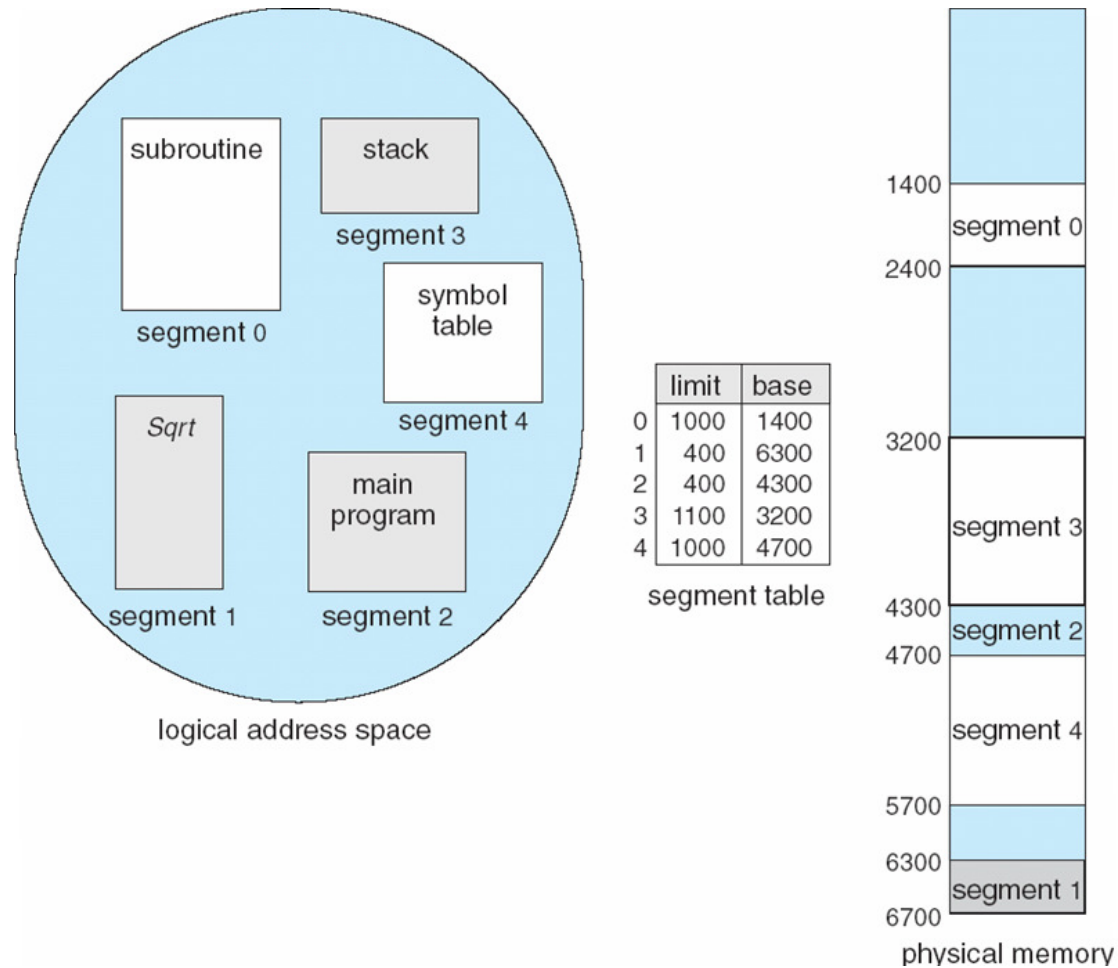 subroutine
segment 0
stack
segment 3
symbol
table
segment 4
Sqrt
segment 1
main
program
segment 2
logical address space
limit base
0 1000 1400
1 400 6300
2 400 4300
3 1100 3200
4 1000 4700
segment table
1400
segment 0
2400
3200
segment 3
4300
segment 2
4700
segment 4
5700
6300
segment 1
6700
physical memory